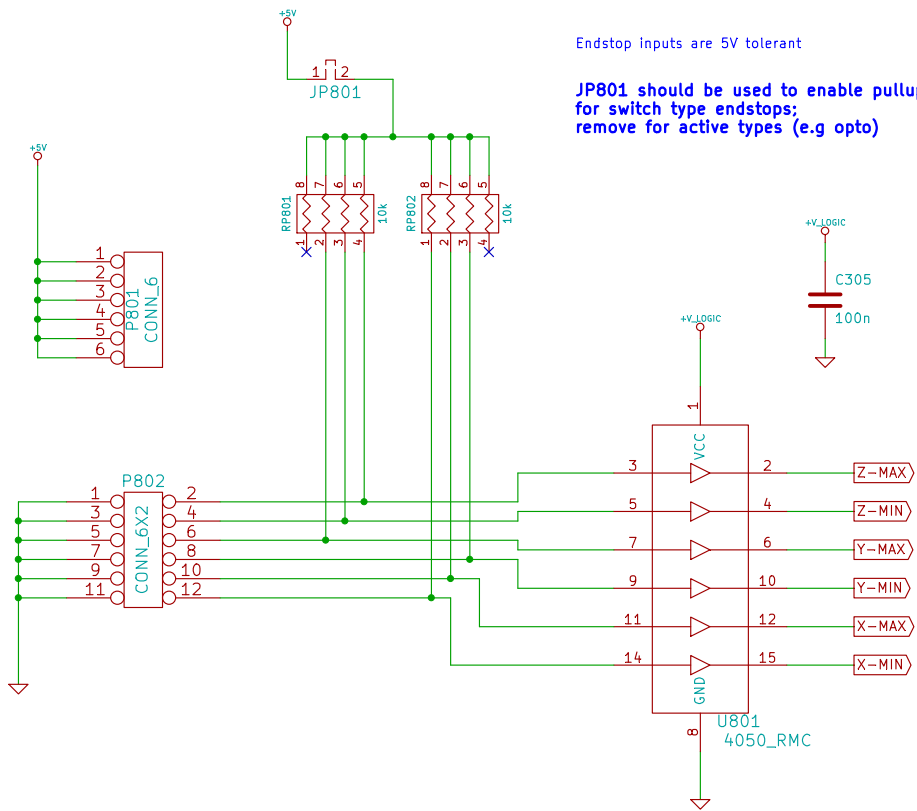 +5V
Endstop inputs are 5V tolerant
1 2
JP801
JP801 should be used to enable pullup
for switch type endstops;
remove for active types (e.g opto)
+5V
8 7 6 5
RP801
10k
1 2 3 4
8 7 6 5
RP802
10k
1 2 3 4
+V_LOGIC
C305
100n
1
2
3
4
5
6
P801
CONN_6
+V_LOGIC
1
VCC
P802
1 2
3 4
5 6
7 8
9 10
11 12
CONN_6X2
3 2 Z-MAX
5 4 Z-MIN
7 6 Y-MAX
9 10 Y-MIN
11 12 X-MAX
14 15 X-MIN
GND
8
U801
4050_RMC